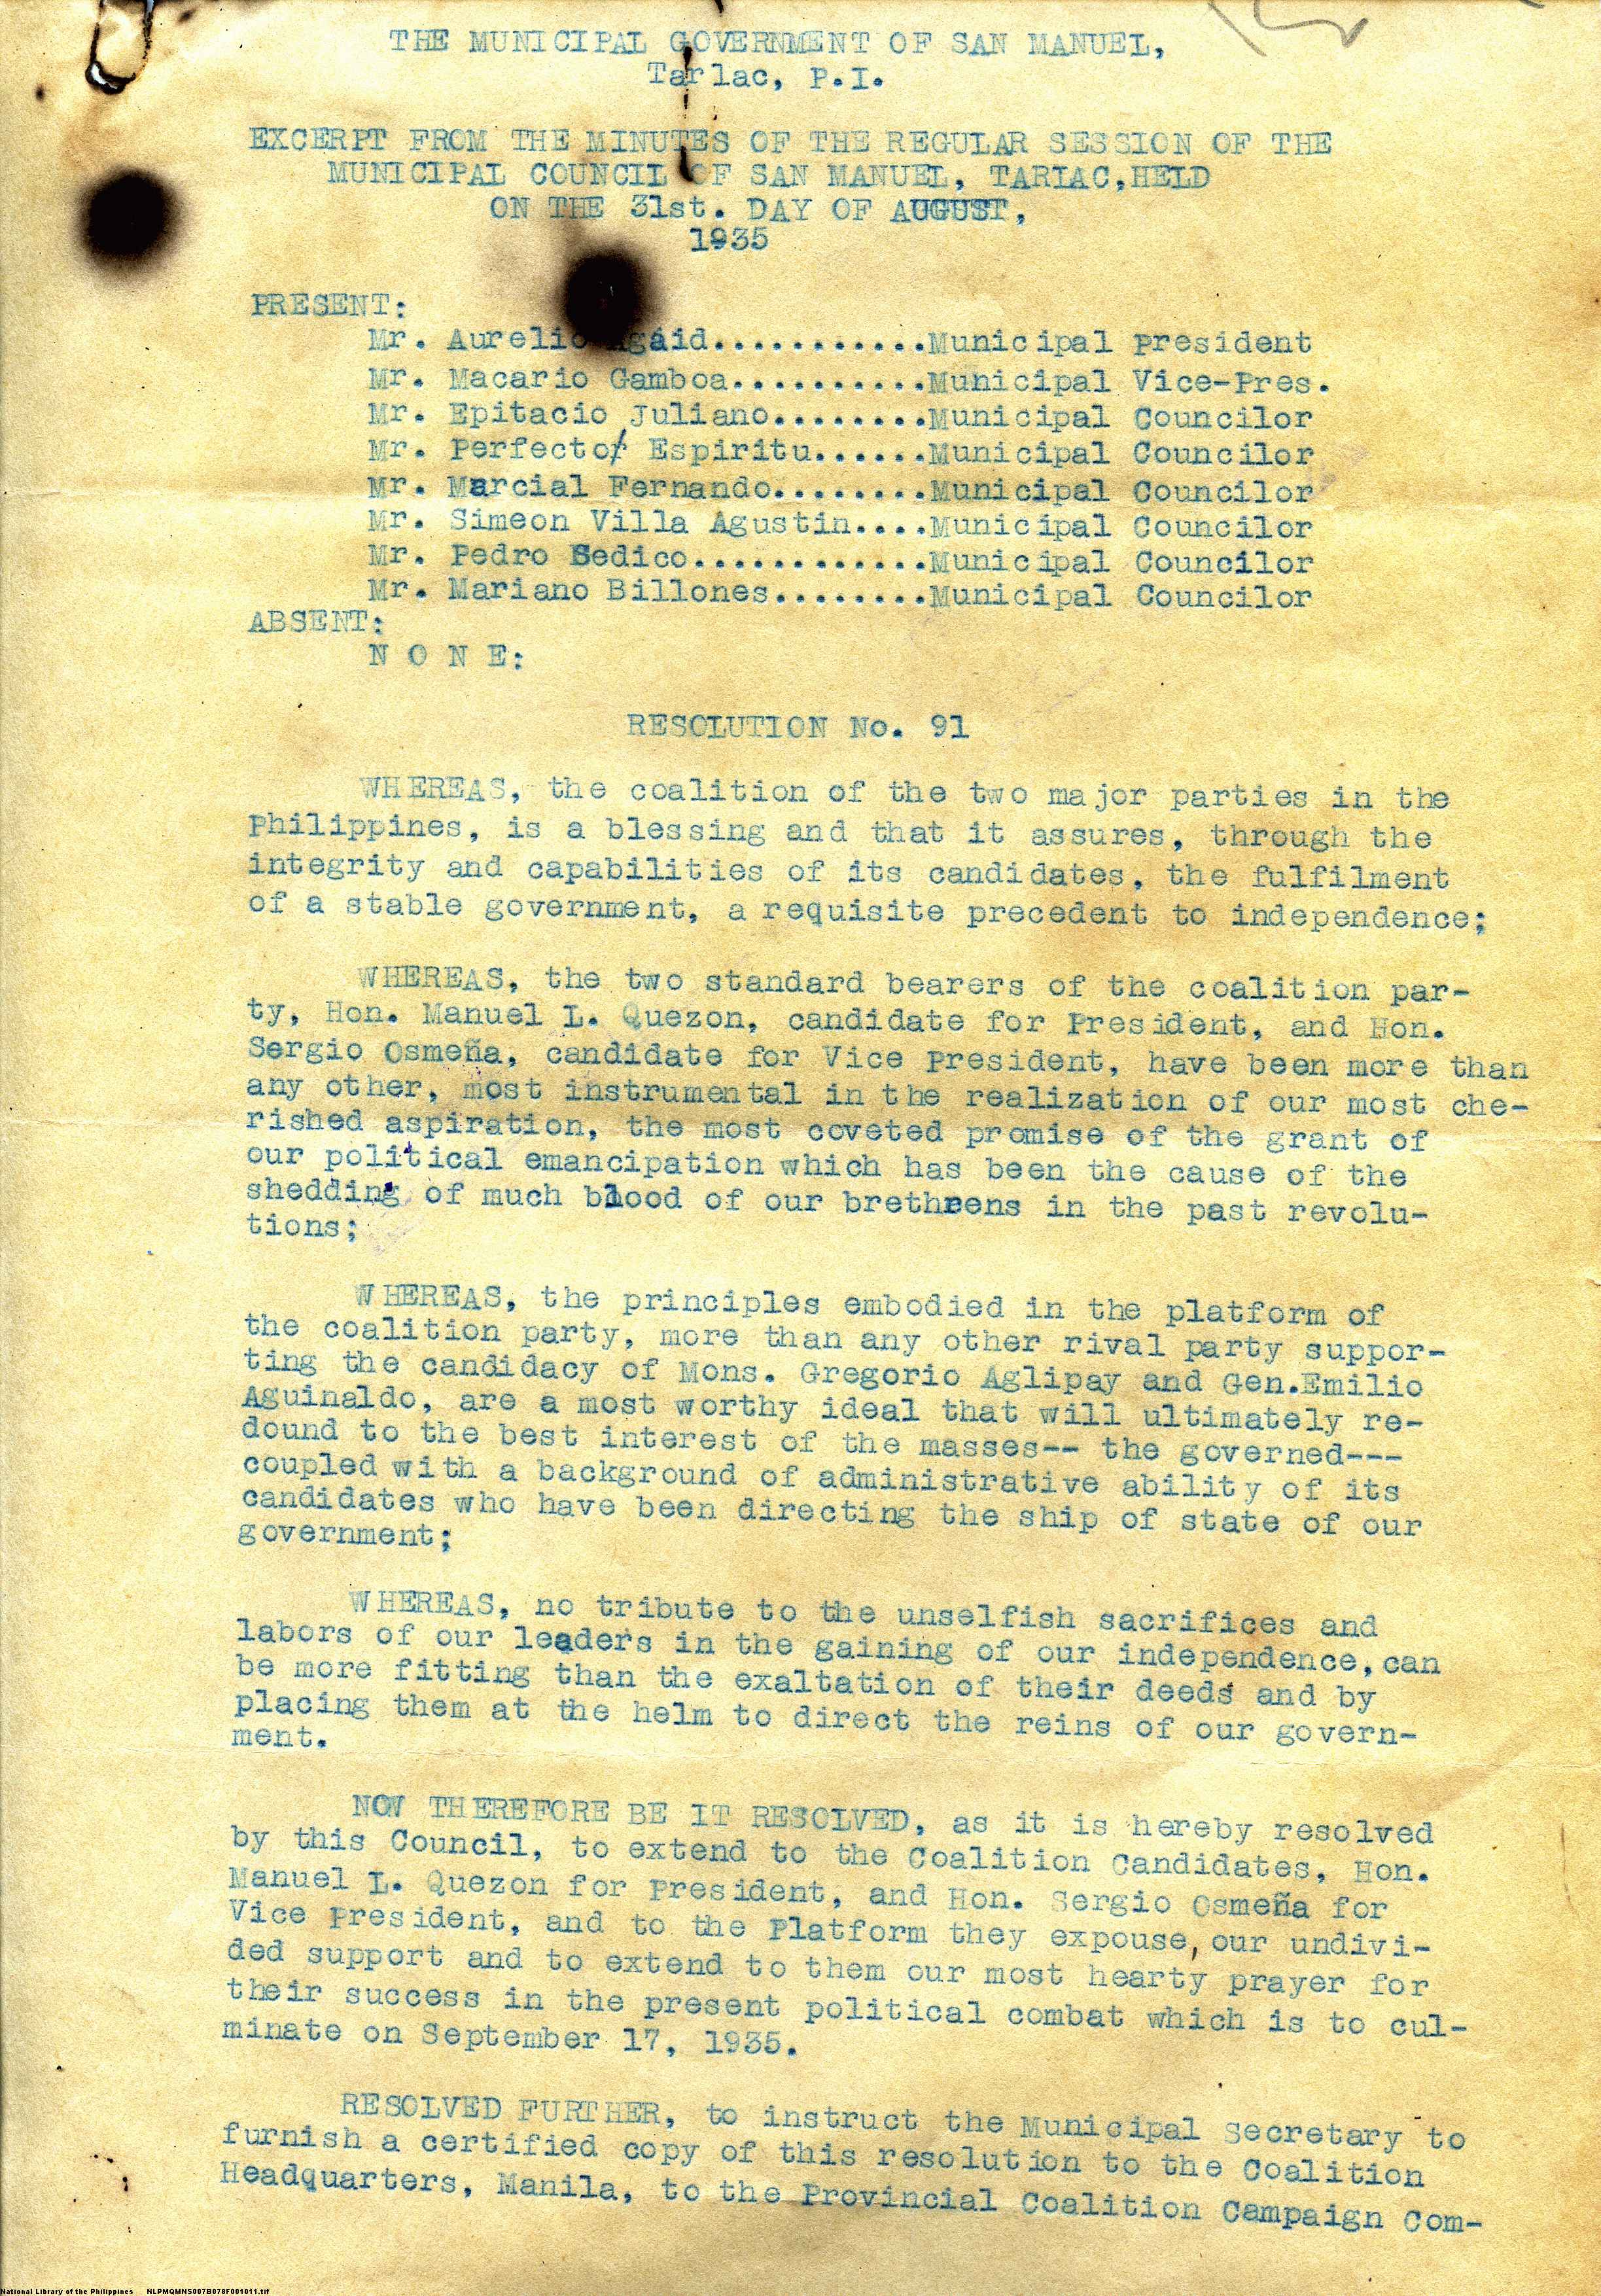 THE MUNICIPAL GOVERNMENT OF SAN MANUEL,
Tarlac, P.I.
EXCERPT FROM THE MINUTES OF THE REGULAR SESSION OF THE
MUNICIPAL COUNCIL OF SAN MANUEL, TARLAC,HELD
ON THE 31st. DAY OF AUGUST,
1935
PRESENT:
Mr. Aurelio ...........Municipal President
Mr. Macario Gamboa..........Municipal Vice-Pres.
Mr. Epitacio Juliano........Municipal Councilor
Mr. Perfecto Espiritu......Municipal Councilor
Mr. Marcial Fernando........Municipal Councilor
Mr. Simeon Villa Agustin....Municipal Councilor
Mr. Pedro Sedico............Municipal Councilor
Mr. Mariano Billones........Municipal Councilor
ABSENT:
N O N E:
RESOLUTION No. 91
WHEREAS, the coalition of the two major parties in the
Philippines, is a blessing and that it assures, through the
integrity and capabilities of its candidates, the fulfilment
of a stable government, a requisite precedent to independence;
WHEREAS, the two standard bearers of the coalition par-
ty, Hon. Manuel L. Quezon, candidate for President, and Hon.
Sergio Osmeña, candidate for Vice President, have been more than
any other, most instrumental in the realization of our most che-
rished aspiration, the most coveted promise of the grant of
our political emancipation which has been the cause of the
shedding of much blood of our brethrens in the past revolu-
tions;
WHEREAS, the principles embodied in the platform of
the coalition party, more than any other rival party suppor-
ting the candidacy of Mons. Gregorio Aglipay and Gen.Emilio
Aguinaldo, are a most worthy ideal that will ultimately re-
dound to the best interest of the masses-- the governed---
coupled with a background of administrative ability of its
candidates who have been directing the ship of state of our
government;
WHEREAS, no tribute to the unselfish sacrifices and
labors of our leaders in the gaining of our independence,can
be more fitting than the exaltation of their deeds and by
placing them at the helm to direct the reins of our govern-
ment.
NOW THEREFORE BE IT RESOLVED, as it is hereby resolved
by this Council, to extend to the Coalition Candidates, Hon.
Manuel L. Quezon for President, and Hon. Sergio Osmeña for
Vice President, and to the Platform they expouse,our undivi-
ded support and to extend to them our most hearty prayer for
their success in the present political combat which is to cul-
minate on September 17, 1935.
RESOLVED FURTHER, to instruct the Municipal Secretary to
furnish a certified copy of this resolution to the Coalition
Headquarters, Manila, to the Provincial Coalition Campaign Com-
National Library of the Philippines NLPMQMNS007B078F001011.tif